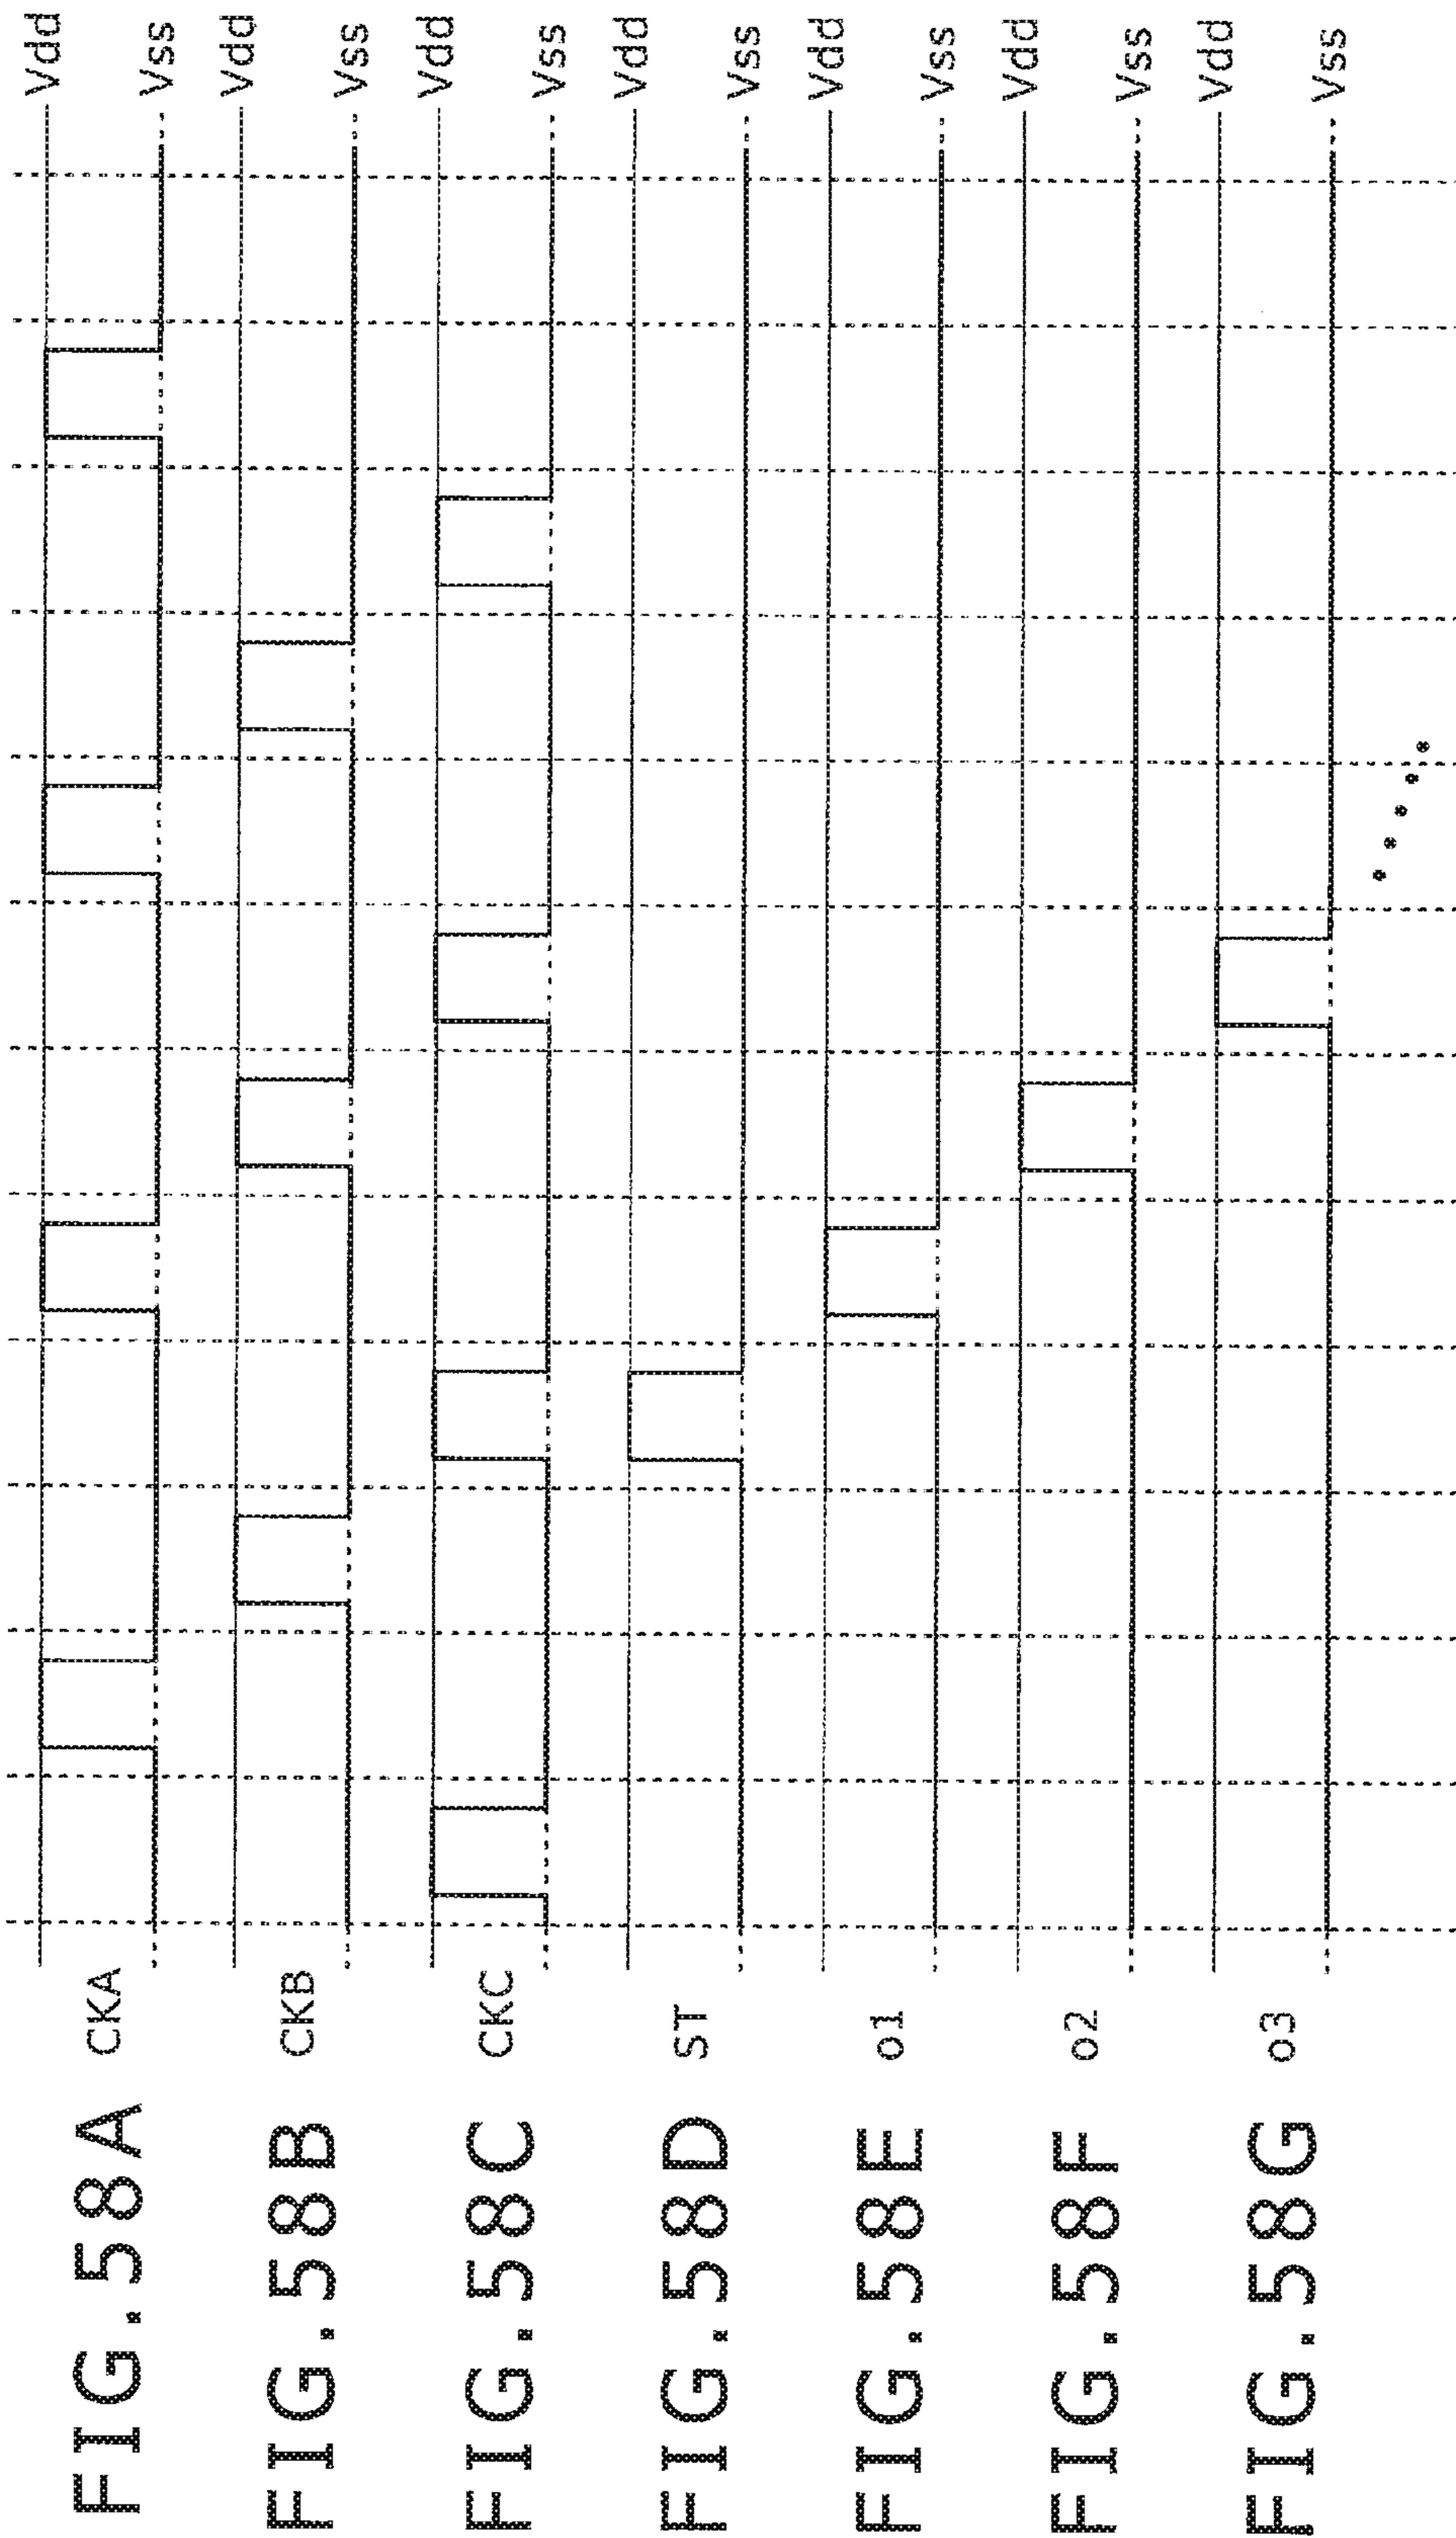 FIG.58A CKA Vdd Vss
FIG.58B CKB Vdd Vss
FIG.58C CKC Vdd Vss
FIG.58D ST Vdd Vss
FIG.58E o1 Vdd Vss
FIG.58F o2 Vdd Vss
FIG.58G o3 Vdd Vss